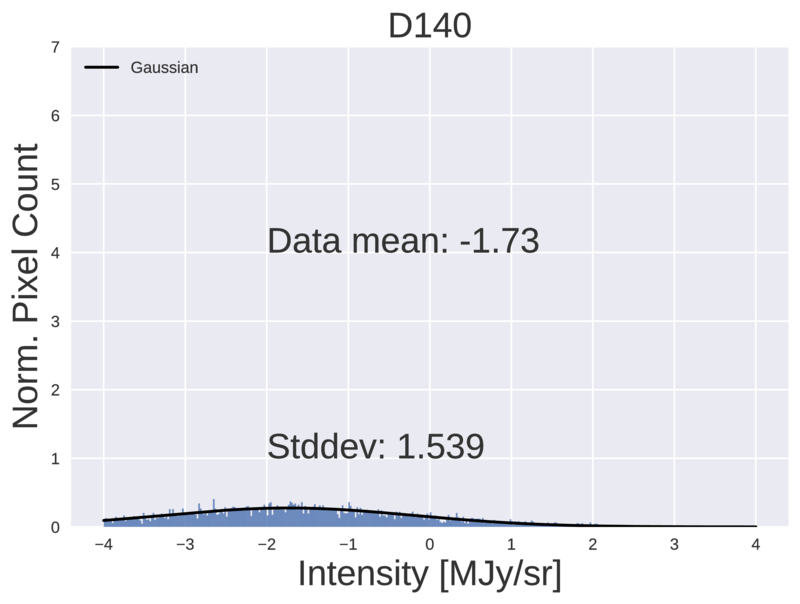 D140
7
Gaussian
6
5
Data mean: -1.73
4
3
2
Stddev: 1.539
1
0
−4 −3 −2 −1 0 1 2 3 4
Intensity [MJy/sr]
Norm. Pixel Count